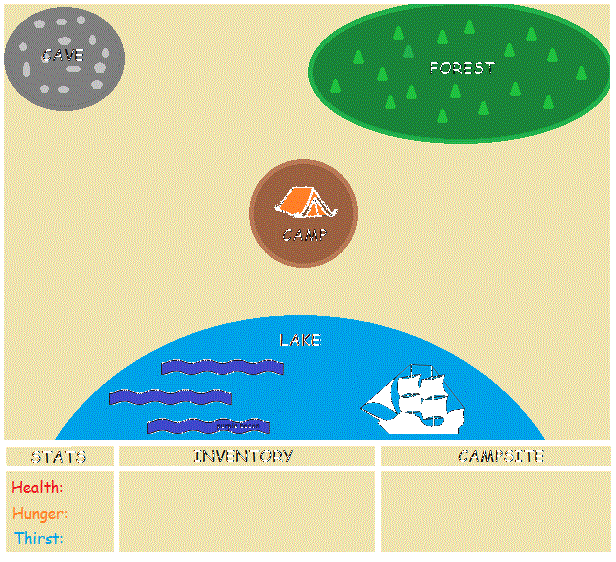 CAVE
FOREST
CAMP
LAKE
STATS
INVENTORY
CAMPSITE
Health:
Hunger:
Thirst: